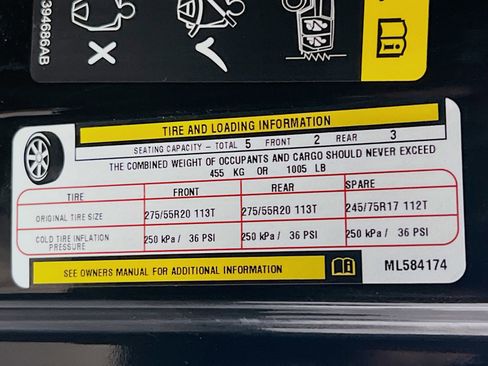 394686AB
TIRE AND LOADING INFORMATION
SEATING CAPACITY - TOTAL 5 FRONT 2 REAR 3
THE COMBINED WEIGHT OF OCCUPANTS AND CARGO SHOULD NEVER EXCEED
455 KG OR 1005 LB
TIRE FRONT REAR SPARE
ORIGINAL TIRE SIZE 275/55R20 113T 275/55R20 113T 245/75R17 112T
COLD TIRE INFLATION PRESSURE 250 kPa / 36 PSI 250 kPa / 36 PSI 250 kPa / 36 PSI
SEE OWNERS MANUAL FOR ADDITIONAL INFORMATION
ML584174